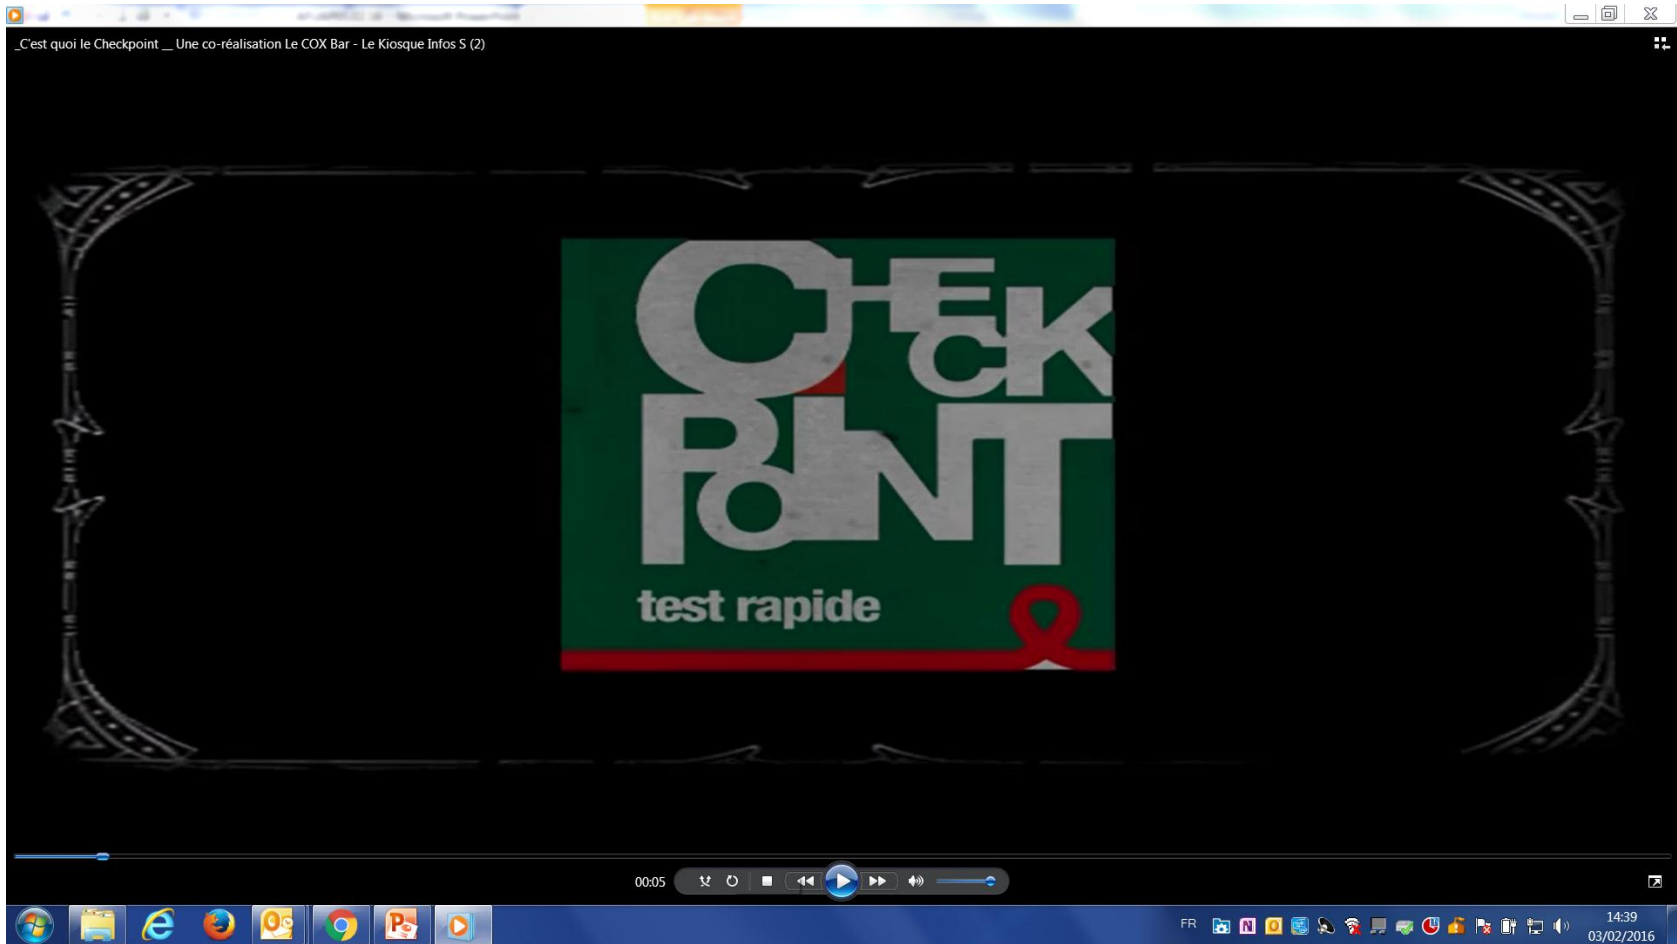 _C'est quoi le Checkpoint __ Une co-réalisation Le COX Bar - Le Kiosque Infos S (2)
CHECK
POINT
test rapide
00:05
FR
14:39
03/02/2016